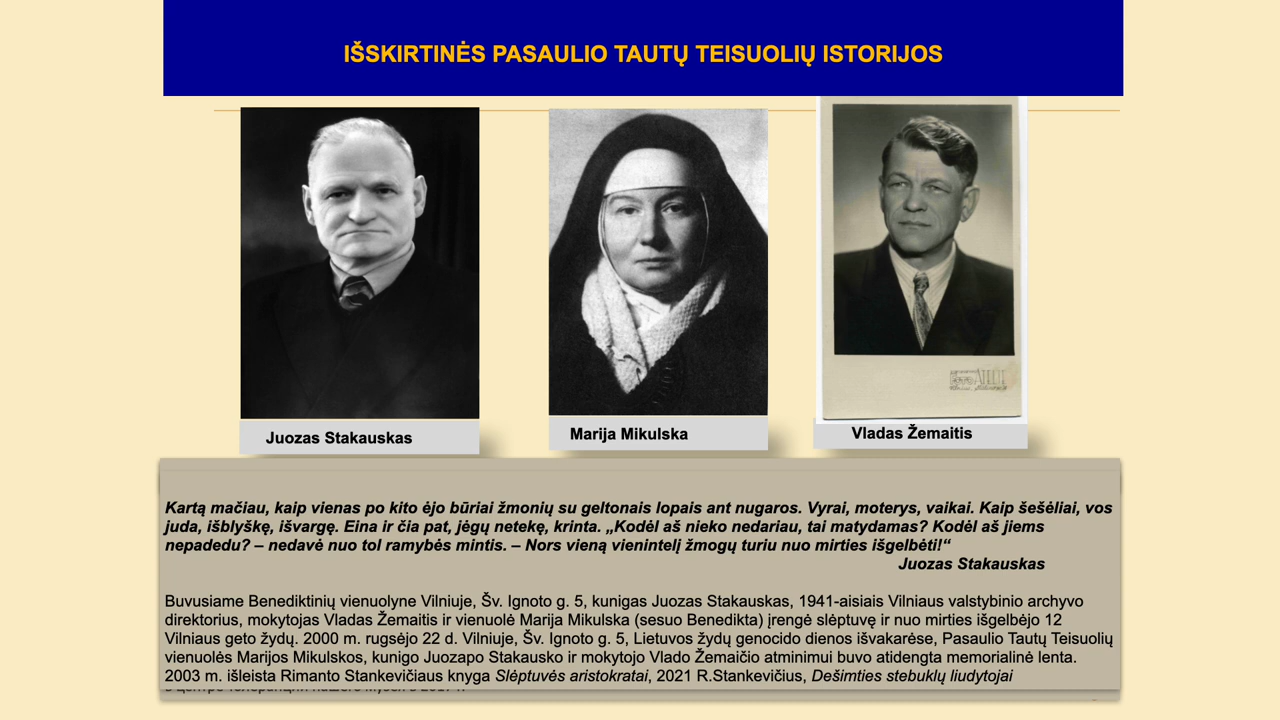 IŠSKIRTINĖS PASAULIO TAUTŲ TEISUOLIŲ ISTORIJOS
Juozas Stakauskas
Marija Mikulska
Vladas Žemaitis
Kartą mačiau, kaip vienas po kito ėjo būriai žmonių su geltonais lopais ant nugaros. Vyrai, moterys, vaikai. Kaip šešėliai, vos
juda, išblyškę, išvargę. Eina ir čia pat, jėgų netekę, krinta. „Kodėl aš nieko nedariau, tai matydamas? Kodėl aš jiems
nepadedu? – nedavė nuo tol ramybės mintis. – Nors vieną vienintelį žmogų turiu nuo mirties išgelbėti!“
Juozas Stakauskas
Buvusiame Benediktinių vienuolyne Vilniuje, Šv. Ignoto g. 5, kunigas Juozas Stakauskas, 1941-aisiais Vilniaus valstybinio archyvo
direktorius, mokytojas Vladas Žemaitis ir vienuolė Marija Mikulska (sesuo Benedikta) įrengė slėptuvę ir nuo mirties išgelbėjo 12
Vilniaus geto žydų. 2000 m. rugsėjo 22 d. Vilniuje, Šv. Ignoto g. 5, Lietuvos žydų genocido dienos išvakarėse, Pasaulio Tautų Teisuolių
vienuolės Marijos Mikulskos, kunigo Juozapo Stakausko ir mokytojo Vlado Žemaičio atminimui buvo atidengta memorialinė lenta.
2003 m. išleista Rimanto Stankevičiaus knyga Slėptuvės aristokratai, 2021 R.Stankevičius, Dešimties stebuklų liudytojai